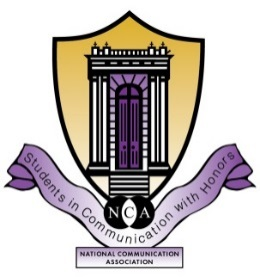 Students in Communication with Honors
NCA
NATIONAL COMMUNICATION
ASSOCIATION